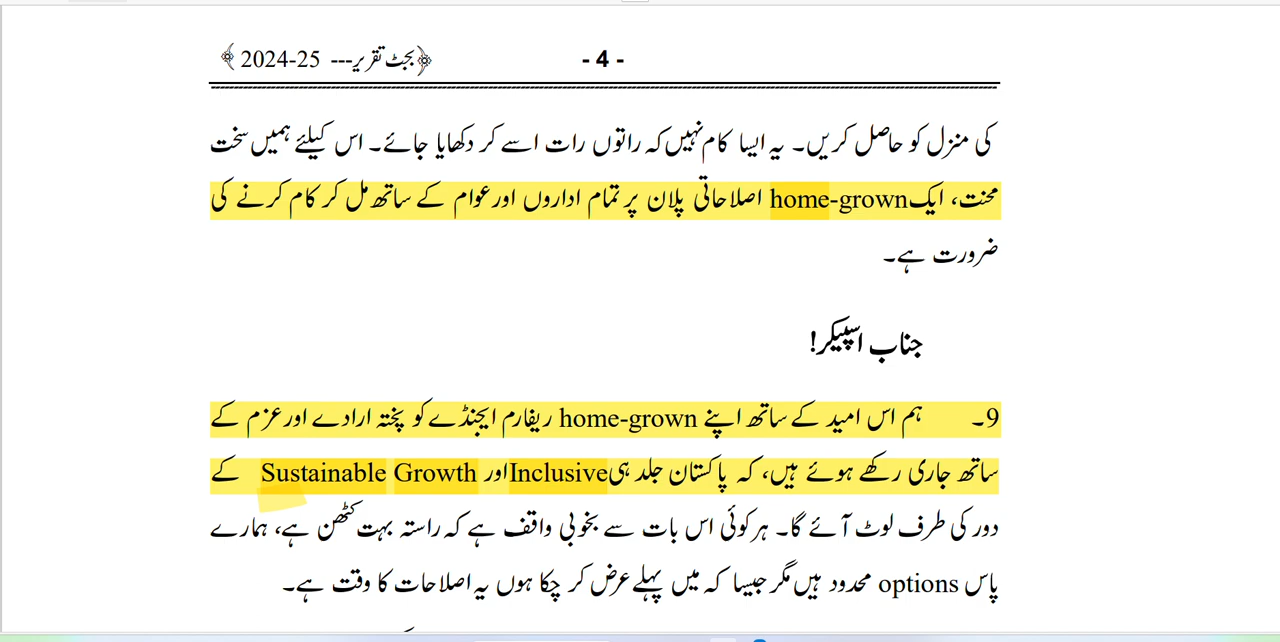 ﴿بجٹ تقریر--- 2024-25﴾ - 4 -
کی منزل کو حاصل کریں۔ یہ ایسا کام نہیں کہ راتوں رات اسے کر دکھایا جائے۔ اس کیلئے ہمیں سخت
محنت، ایک home-grown اصلاحاتی پلان پر تمام اداروں اور عوام کے ساتھ مل کر کام کرنے کی
ضرورت ہے۔
جناب اسپیکر!
9۔ ہم اس امید کے ساتھ اپنے home-grown ریفارم ایجنڈے کو پختہ ارادے اور عزم کے
ساتھ جاری رکھے ہوئے ہیں، کہ پاکستان جلد ہی Inclusive اور Sustainable Growth کے
دور کی طرف لوٹ آئے گا۔ ہر کوئی اس بات سے بخوبی واقف ہے کہ راستہ بہت کٹھن ہے، ہمارے
پاس options محدود ہیں مگر جیسا کہ میں پہلے عرض کر چکا ہوں یہ اصلاحات کا وقت ہے۔